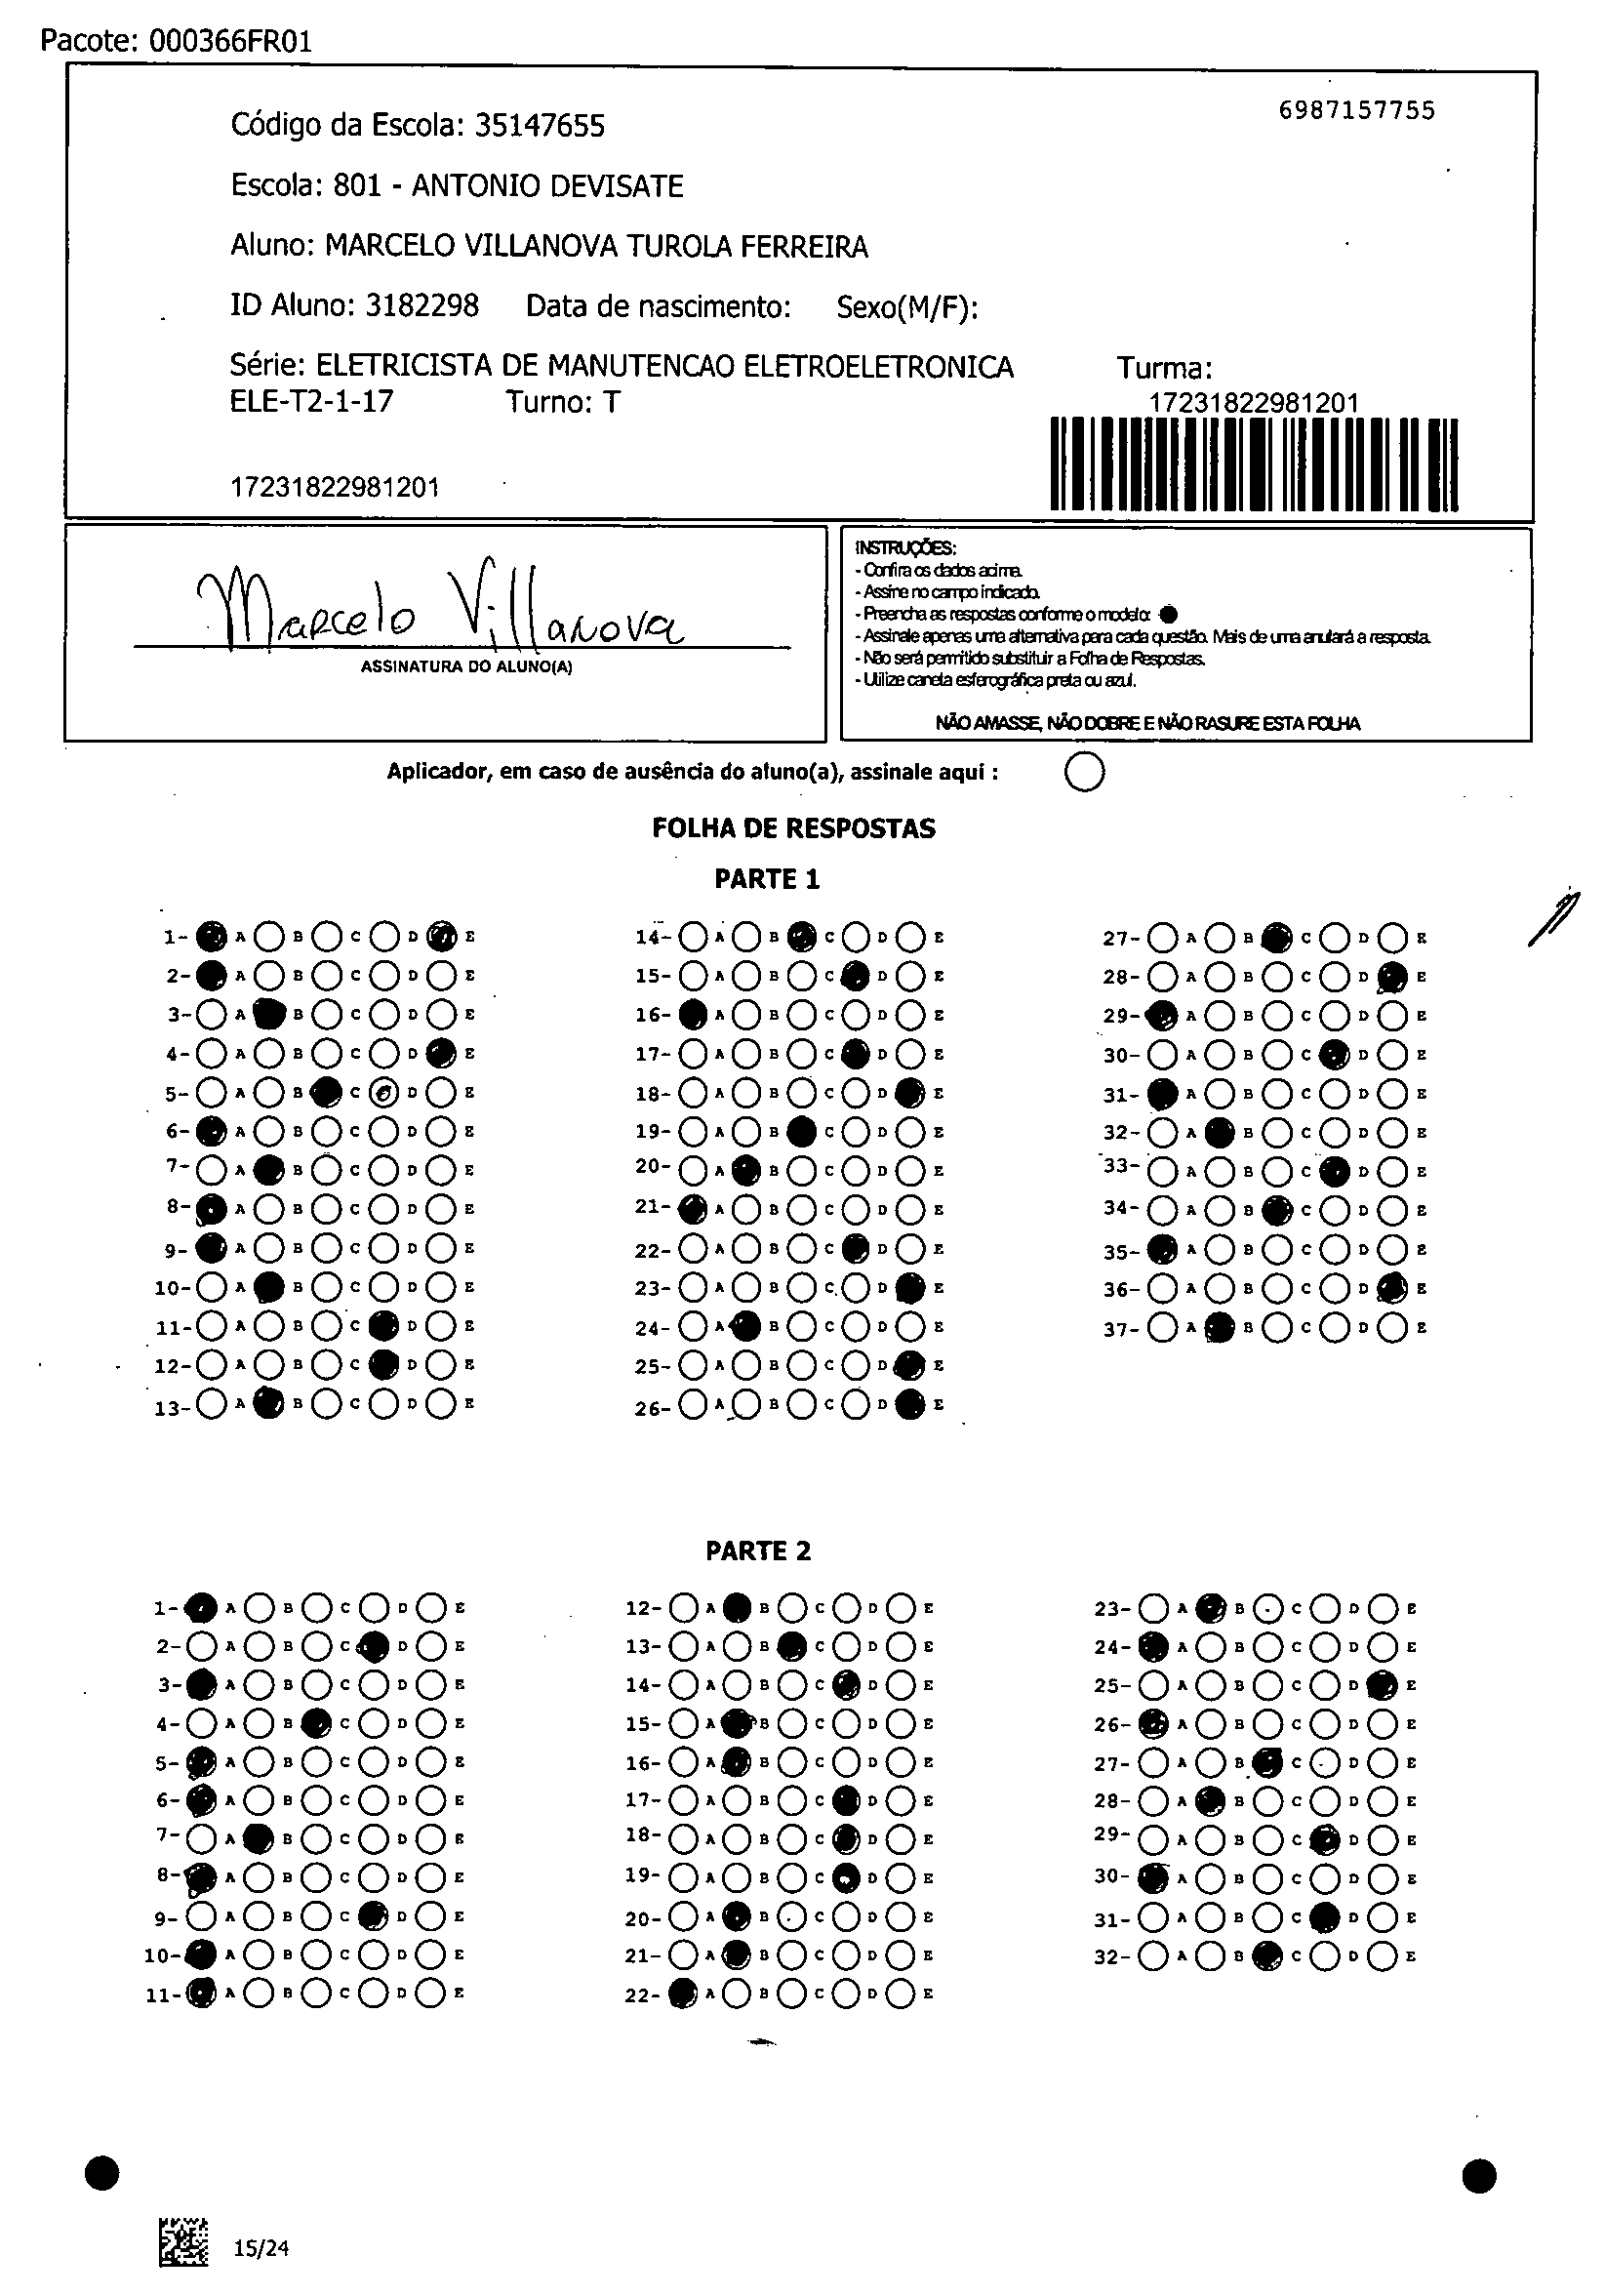 Pacote: 000366FR01
6987157755
Código da Escola: 35147655
Escola: 801 - ANTONIO DEVISATE
Aluno: MARCELO VILLANOVA TUROLA FERREIRA
ID Aluno: 3182298 Data de nascimento: Sexo(M/F):
Série: ELETRICISTA DE MANUTENCAO ELETROELETRONICA Turma:
ELE-T2-1-17 Turno: T 17231822981201
17231822981201
Marcelo Villanova
ASSINATURA DO ALUNO(A)
INSTRUÇÕES:
- Confira os dados acima.
- Assine no campo indicado.
- Preencha as respostas conforme o modelo:
- Assinale apenas uma alternativa para cada questão. Mais de uma anulará a resposta.
- Não será permitido substituir a Folha de Respostas.
- Utilize caneta esferográfica preta ou azul.
NÃO AMASSE, NÃO DOBRE E NÃO RASURE ESTA FOLHA
Aplicador, em caso de ausência do aluno(a), assinale aqui :
FOLHA DE RESPOSTAS
PARTE 1
1- A B C D E 14- A B C D E 27- A B C D E
2- A B C D E 15- A B C D E 28- A B C D E
3- A B C D E 16- A B C D E 29- A B C D E
4- A B C D E 17- A B C D E 30- A B C D E
5- A B C D E 18- A B C D E 31- A B C D E
6- A B C D E 19- A B C D E 32- A B C D E
7- A B C D E 20- A B C D E 33- A B C D E
8- A B C D E 21- A B C D E 34- A B C D E
9- A B C D E 22- A B C D E 35- A B C D E
10- A B C D E 23- A B C D E 36- A B C D E
11- A B C D E 24- A B C D E 37- A B C D E
12- A B C D E 25- A B C D E
13- A B C D E 26- A B C D E
PARTE 2
1- A B C D E 12- A B C D E 23- A B C D E
2- A B C D E 13- A B C D E 24- A B C D E
3- A B C D E 14- A B C D E 25- A B C D E
4- A B C D E 15- A B C D E 26- A B C D E
5- A B C D E 16- A B C D E 27- A B C D E
6- A B C D E 17- A B C D E 28- A B C D E
7- A B C D E 18- A B C D E 29- A B C D E
8- A B C D E 19- A B C D E 30- A B C D E
9- A B C D E 20- A B C D E 31- A B C D E
10- A B C D E 21- A B C D E 32- A B C D E
11- A B C D E 22- A B C D E
15/24